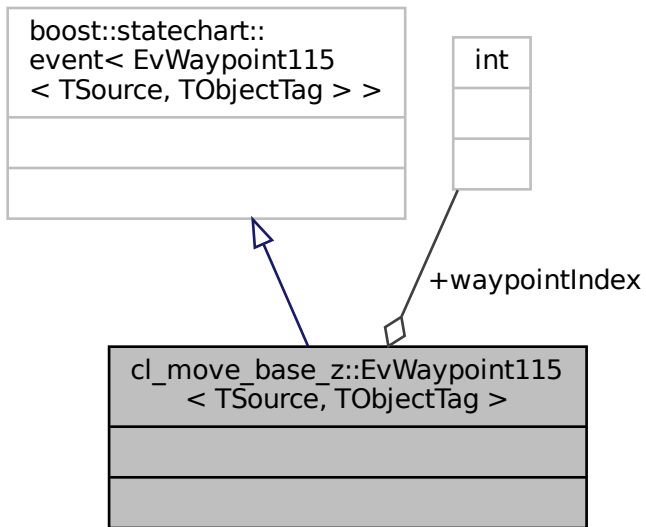 boost::statechart::
event< EvWaypoint115
< TSource, TObjectTag > >
int
+waypointIndex
cl_move_base_z::EvWaypoint115
< TSource, TObjectTag >